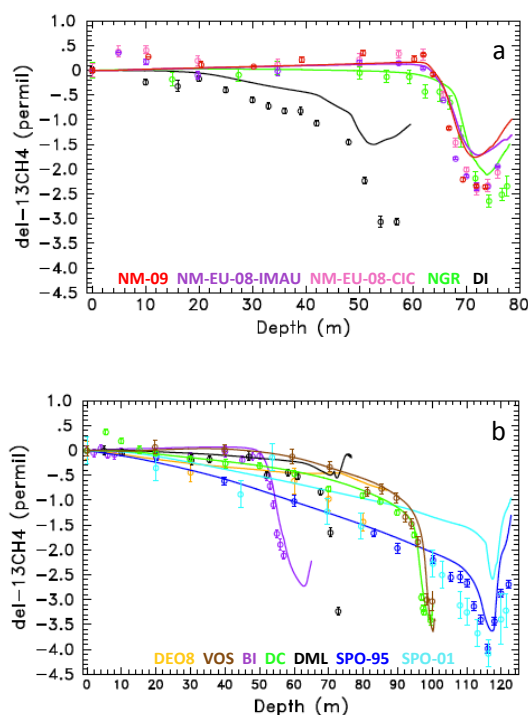 1.0
a
.5
0.0
-.5
-1.0
-1.5
-2.0
-2.5
-3.0
-3.5
-4.0
-4.5
del-13CH4 (permil)
NM-09 NM-EU-08-IMAU NM-EU-08-CIC NGR DI
0 10 20 30 40 50 60 70 80
Depth (m)
1.0
b
.5
0.0
-.5
-1.0
-1.5
-2.0
-2.5
-3.0
-3.5
-4.0
-4.5
del-13CH4 (permil)
DEO8 VOS BI DC DML SPO-95 SPO-01
0 10 20 30 40 50 60 70 80 90 100 110 120
Depth (m)